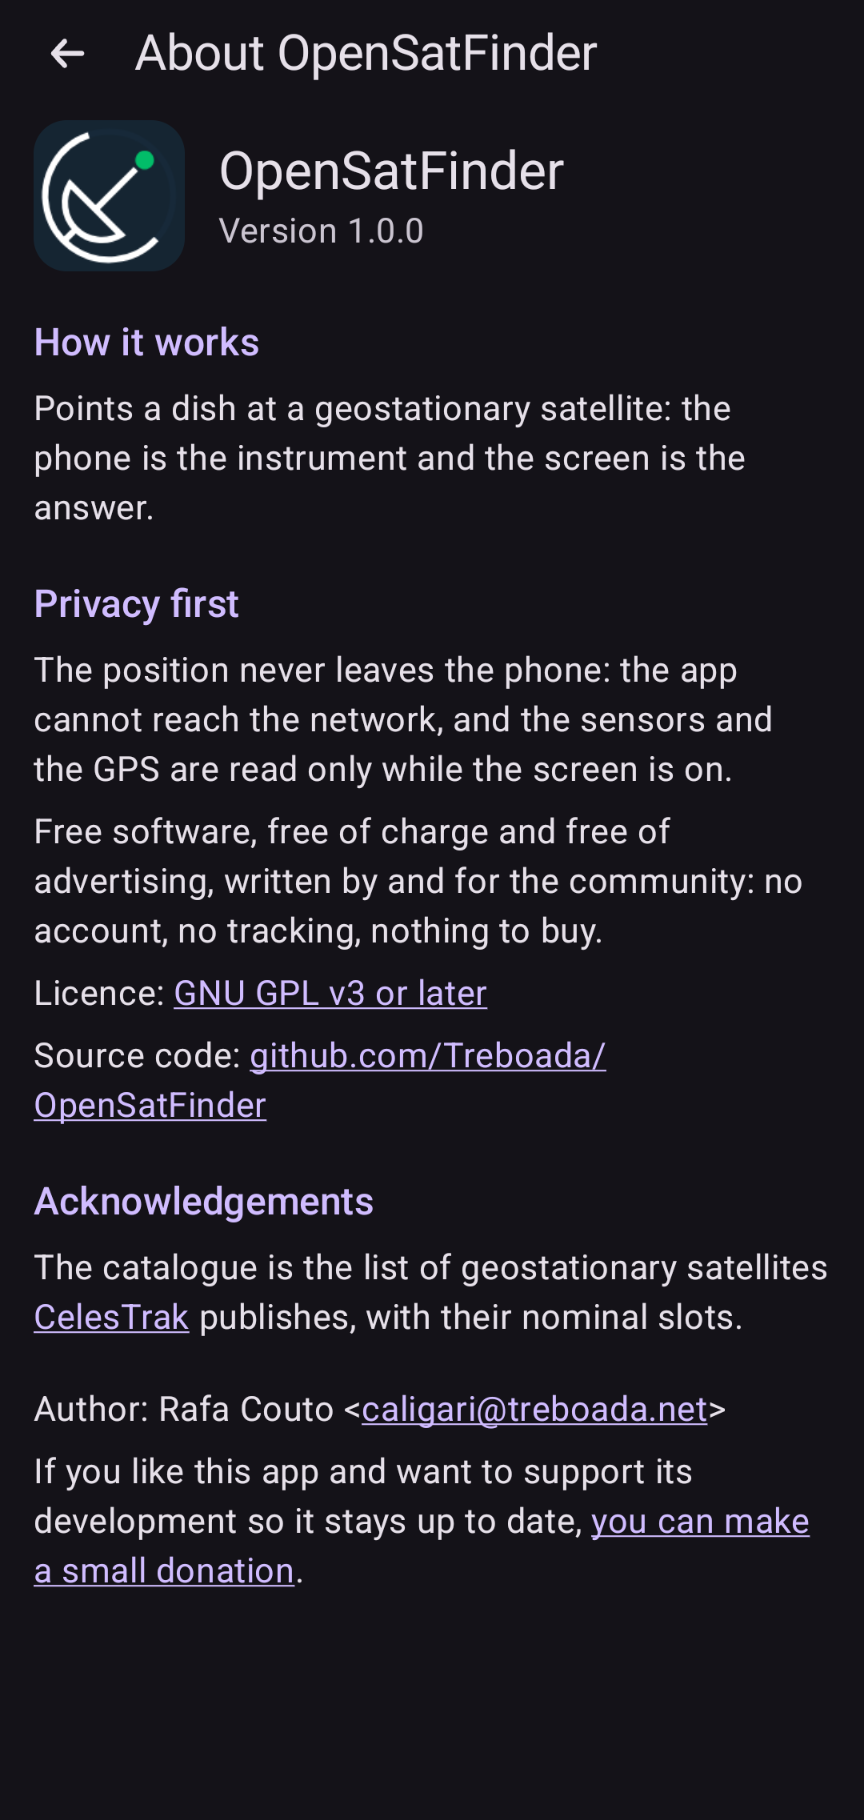 About OpenSatFinder
OpenSatFinder
Version 1.0.0
How it works
Points a dish at a geostationary satellite: the
phone is the instrument and the screen is the
answer.
Privacy first
The position never leaves the phone: the app
cannot reach the network, and the sensors and
the GPS are read only while the screen is on.
Free software, free of charge and free of
advertising, written by and for the community: no
account, no tracking, nothing to buy.
Licence: GNU GPL v3 or later
Source code: github.com/Treboada/
OpenSatFinder
Acknowledgements
The catalogue is the list of geostationary satellites
CelesTrak publishes, with their nominal slots.
Author: Rafa Couto <caligari@treboada.net>
If you like this app and want to support its
development so it stays up to date, you can make
a small donation.